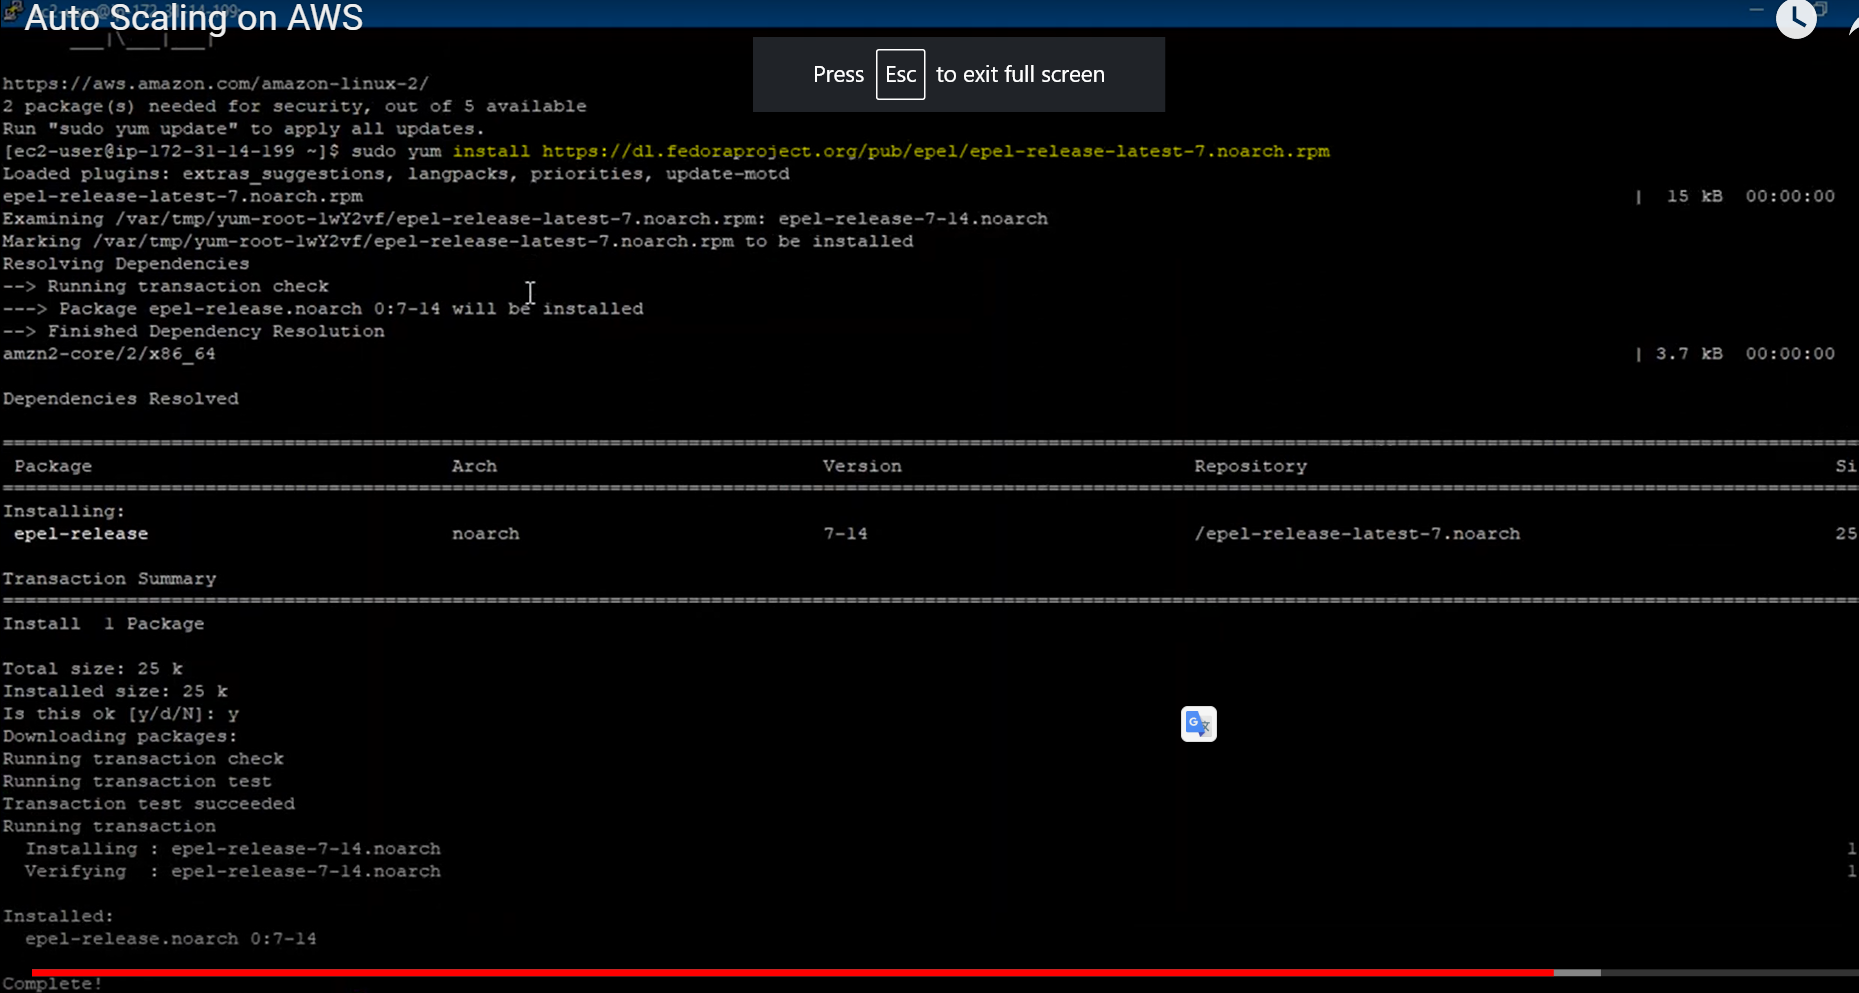 Auto Scaling on AWS
Press Esc to exit full screen
https://aws.amazon.com/amazon-linux-2/
2 package(s) needed for security, out of 5 available
Run "sudo yum update" to apply all updates.
[ec2-user@ip-172-31-14-199 ~]$ sudo yum install https://dl.fedoraproject.org/pub/epel/epel-release-latest-7.noarch.rpm
Loaded plugins: extras_suggestions, langpacks, priorities, update-motd
epel-release-latest-7.noarch.rpm | 15 kB 00:00:00
Examining /var/tmp/yum-root-lwY2vf/epel-release-latest-7.noarch.rpm: epel-release-7-14.noarch
Marking /var/tmp/yum-root-lwY2vf/epel-release-latest-7.noarch.rpm to be installed
Resolving Dependencies
--> Running transaction check
---> Package epel-release.noarch 0:7-14 will be installed
--> Finished Dependency Resolution
amzn2-core/2/x86_64 | 3.7 kB 00:00:00
Dependencies Resolved
Package Arch Version Repository Si
Installing:
epel-release noarch 7-14 /epel-release-latest-7.noarch 25
Transaction Summary
Install 1 Package
Total size: 25 k
Installed size: 25 k
Is this ok [y/d/N]: y
Downloading packages:
Running transaction check
Running transaction test
Transaction test succeeded
Running transaction
Installing : epel-release-7-14.noarch 1
Verifying : epel-release-7-14.noarch 1
Installed:
epel-release.noarch 0:7-14
Complete!